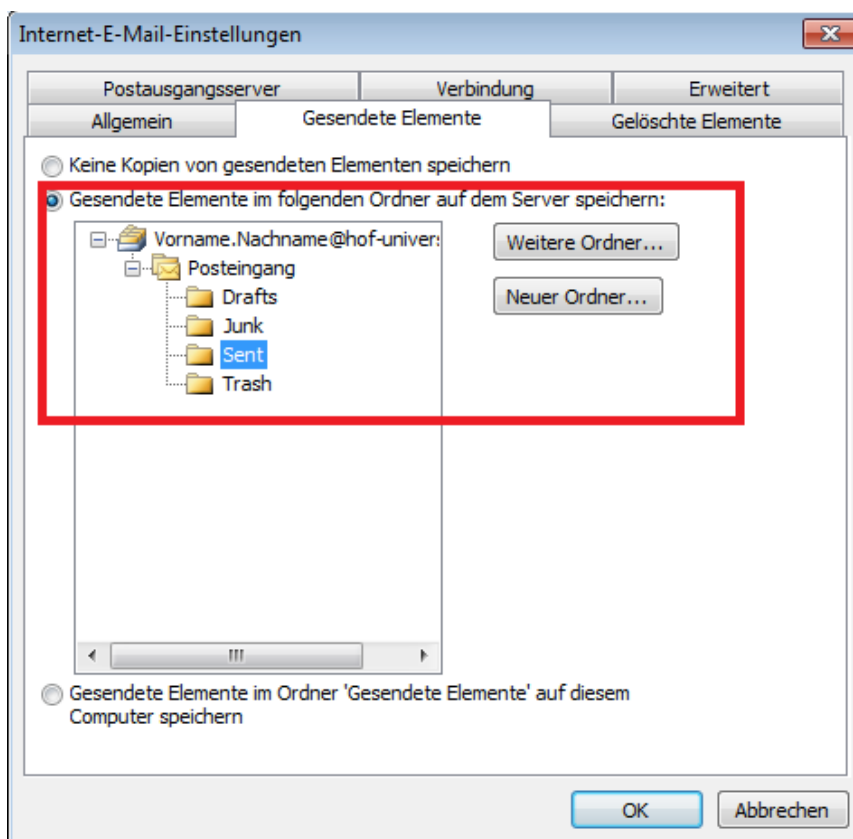 Internet-E-Mail-Einstellungen
Postausgangsserver Verbindung Erweitert
Allgemein Gesendete Elemente Gelöschte Elemente
Keine Kopien von gesendeten Elementen speichern
Gesendete Elemente im folgenden Ordner auf dem Server speichern:
Vorname.Nachname@hof-univers
Weitere Ordner...
Posteingang
Drafts
Neuer Ordner...
Junk
Sent
Trash
Gesendete Elemente im Ordner 'Gesendete Elemente' auf diesem
Computer speichern
OK Abbrechen